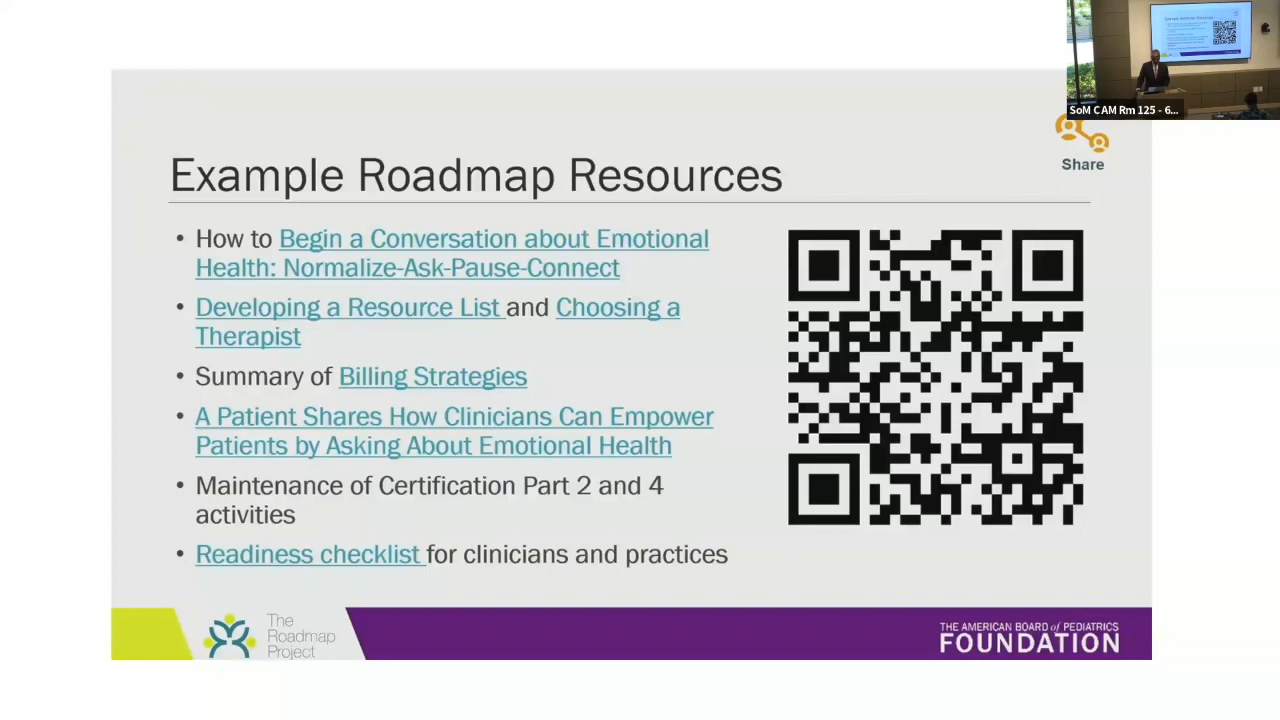 SoM CAM Rm 125 - 6...
Share
Example Roadmap Resources
• How to Begin a Conversation about Emotional
Health: Normalize-Ask-Pause-Connect
• Developing a Resource List and Choosing a
Therapist
• Summary of Billing Strategies
• A Patient Shares How Clinicians Can Empower
Patients by Asking About Emotional Health
• Maintenance of Certification Part 2 and 4
activities
• Readiness checklist for clinicians and practices
The
Roadmap
Project
THE AMERICAN BOARD of PEDIATRICS
FOUNDATION